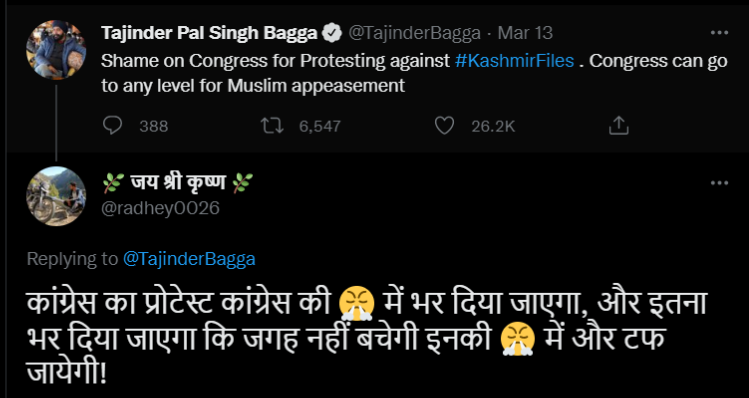 Tajinder Pal Singh Bagga @TajinderBagga · Mar 13
Shame on Congress for Protesting against #KashmirFiles . Congress can go
to any level for Muslim appeasement
388 6,547 26.2K
🌿 जय श्री कृष्ण 🌿
@radhey0026
Replying to @TajinderBagga
कांग्रेस का प्रोटेस्ट कांग्रेस की 😤 में भर दिया जाएगा, और इतना
भर दिया जाएगा कि जगह नहीं बचेगी इनकी 😤 में और टफ
जायेगी!